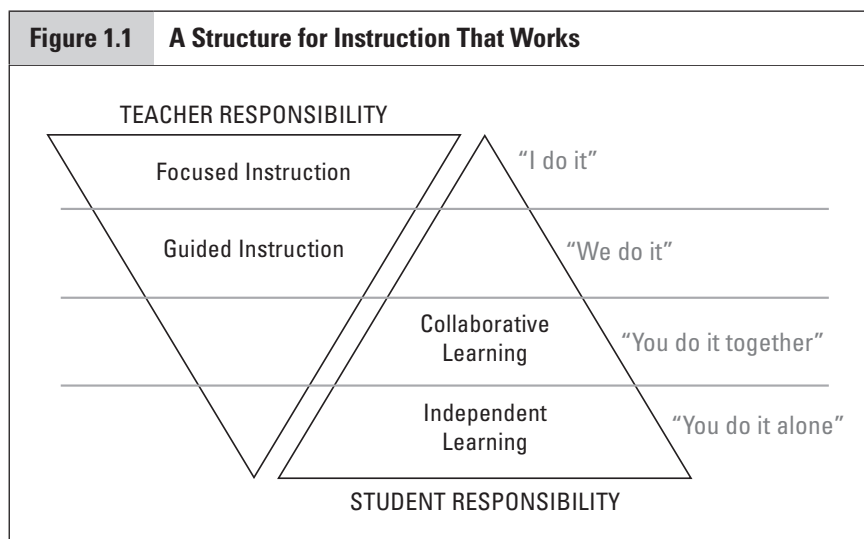 Figure 1.1 A Structure for Instruction That Works
TEACHER RESPONSIBILITY
Focused Instruction
“I do it”
Guided Instruction
“We do it”
Collaborative
Learning
“You do it together”
Independent
Learning
“You do it alone”
STUDENT RESPONSIBILITY